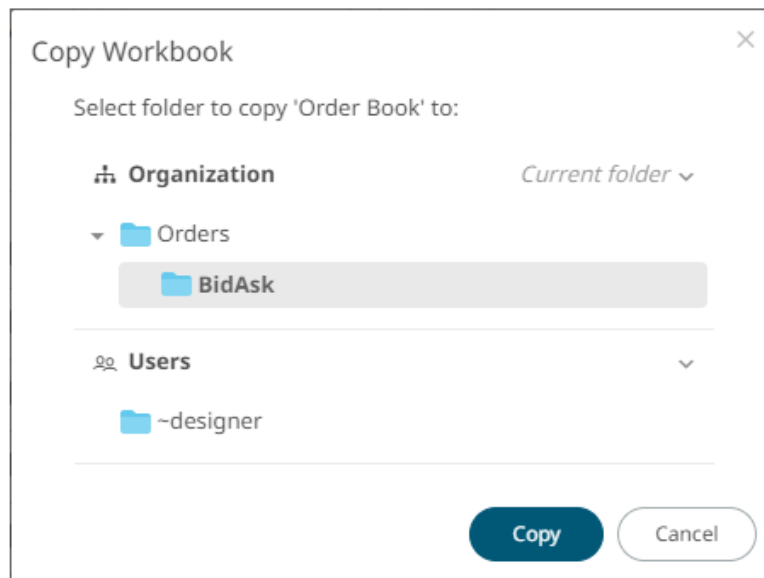 Copy Workbook
Select folder to copy 'Order Book' to:
Organization Current folder
Orders
BidAsk
Users
~designer
Copy Cancel